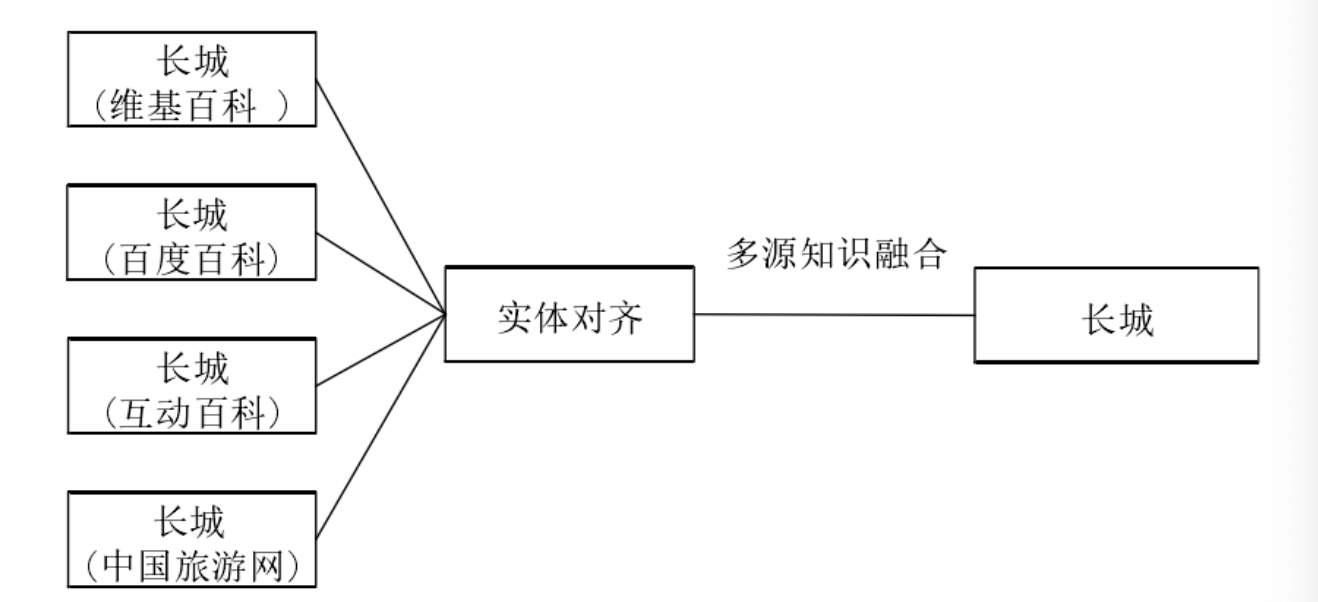 长城
(维基百科 )
长城
(百度百科)
长城
(互动百科)
长城
(中国旅游网)
实体对齐
多源知识融合
长城